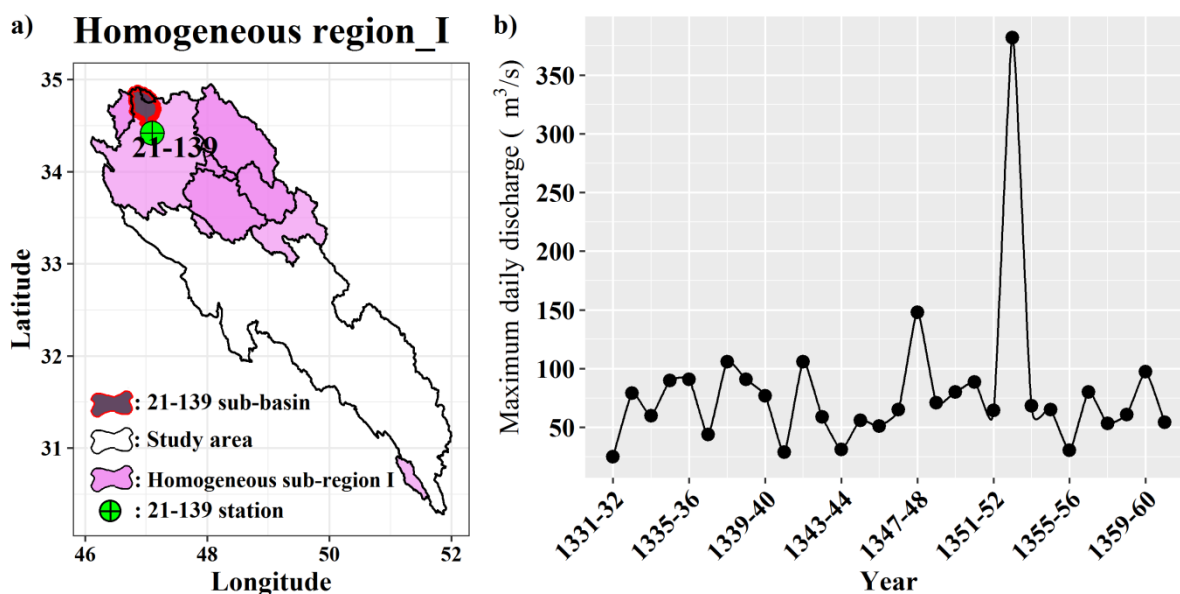 a) Homogeneous region_I
35
34
33
32
31
Latitude
21-139
: 21-139 sub-basin
: Study area
: Homogeneous sub-region I
: 21-139 station
46
48
50
52
Longitude
b)
Maximum daily discharge ( m³/s)
350
300
250
200
150
100
50
1331-32
1335-36
1339-40
1343-44
1347-48
1351-52
1355-56
1359-60
Year